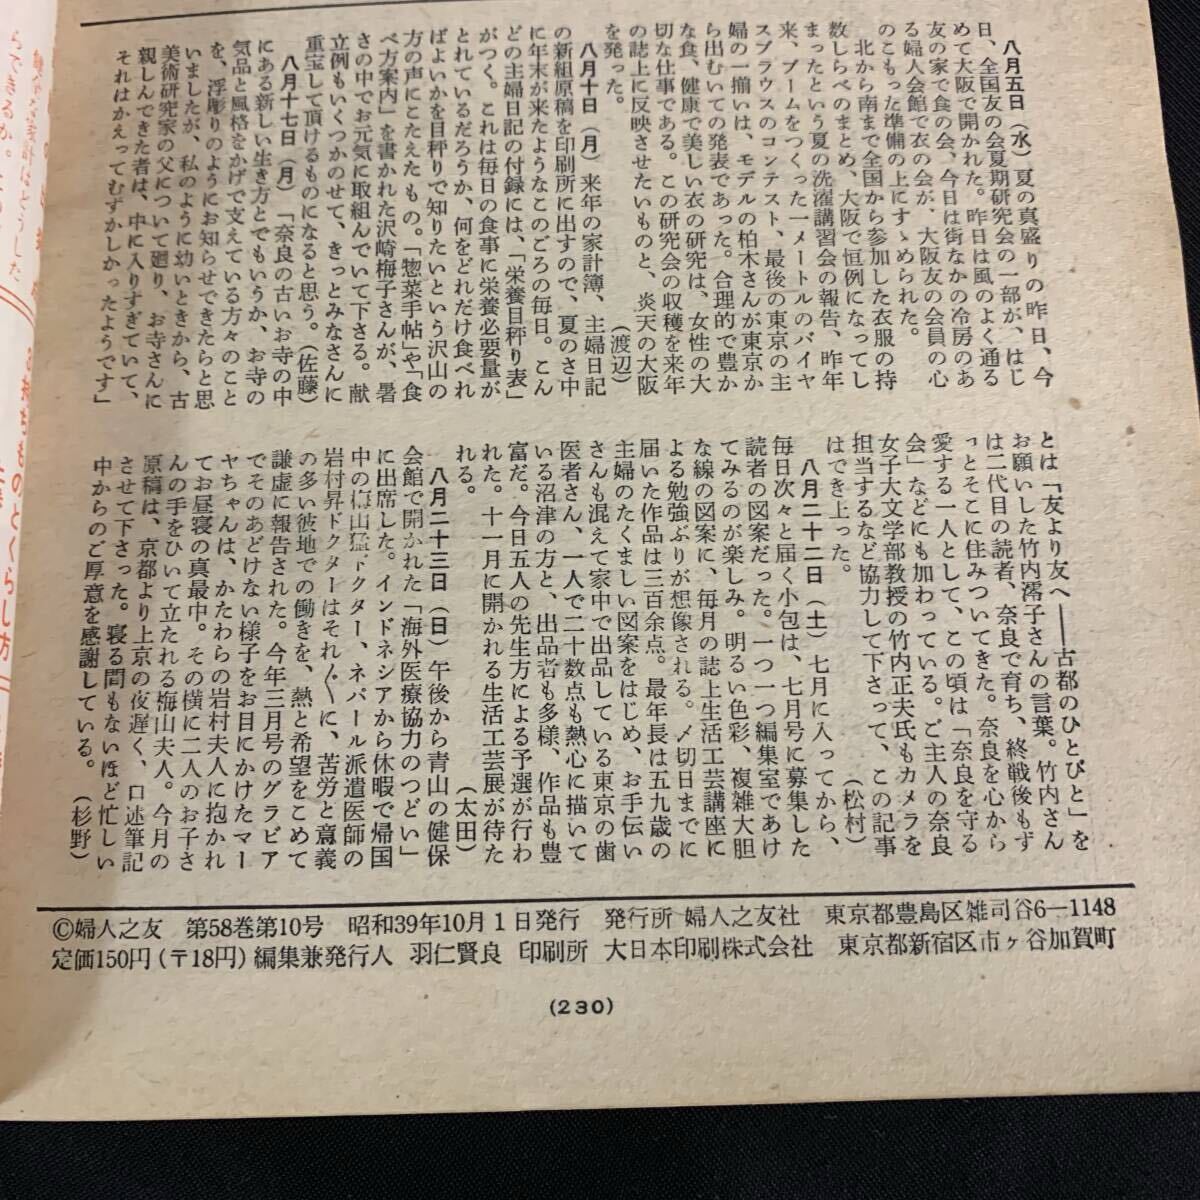 八月五日(水)夏の真盛りの昨日、今
日、全国友の会夏期研究会の一部が、はじ
めて大阪で開かれた。昨日は風のよく通る
友の家で食の会、今日は街なかの冷房のあ
る婦人会館で衣の会が、大阪友の会員の心
のこもった準備の上にすゝめられた。
北から南まで全国から参加した衣服の持
数しらべのまとめ、大阪で恒例になってし
まったという夏の洗濯講習会の報告、昨年
来、ブームをつくった一メートルのバイヤ
スブラウスのコンテスト、最後の東京の主
婦の一揃いは、モデルの柏木さんが東京か
ら出むいての発表であった。合理的で豊か
な食、健康で美しい衣の研究は、女性の大
切な仕事である。この研究会の収穫を来年
の誌上に反映させたいものと、炎天の大阪
を発った。(渡辺)
八月十日(月)来年の家計簿、主婦日記
の新組原稿を印刷所に出すので、夏のさ中
に年末が来たようなこのごろの毎日。こん
どの主婦日記の付録には、「栄養目秤り表」
がつく。これは毎日の食事に栄養必要量が
とれているだろうか、何をどれだけ食べれ
ばよいかを目秤りで知りたいという沢山の
方の声にこたえたもの。「惣菜手帖」や「食
べ方案内」を書かれた沢崎梅子さんが、暑
さの中でお元気に取組んでいて下さる。献
立例もいくつかのせて、きっとみなさんに
重宝して頂けるものになると思う。(佐藤)
八月十七日(月)「奈良の古いお寺の中
にある新しい生き方とでもいうか、お寺の
気品と風格をかげで支えている方々のこと
を、浮彫りのようにお知らせできたらと思
いましたが、私のように幼いときから、古
美術研究家の父について廻り、お寺さんに
親しんできた者は、中に入りすぎていて、
それはかえってむずかしかったようです」
とは「友より友へ――古都のひとびと」を
お願いした竹内澪子さんの言葉。竹内さん
は二代目の読者、奈良で育ち、終戦後もず
っとそこに住みついてきた。奈良を心から
愛する一人として、この頃は「奈良を守る
会」などにも加わっている。ご主人の奈良
女子大文学部教授の竹内正夫氏もカメラを
担当するなど協力して下さって、この記事
はでき上った。(松村)
八月二十二日(土)七月に入ってから、
毎日次々と届く小包は、七月号に募集した
読者の図案だった。一つ一つ編集室であけ
てみるのが楽しみ。明るい色彩、複雑大胆
な線の図案に、毎月の誌上生活工芸講座に
よる勉強ぶりが想像される。〆切日までに
届いた作品は三百余点。最年長は五九歳の
主婦のたくましい図案をはじめ、お手伝い
さんも混えて家中で出品している東京の歯
医者さん、一人で二十数点も熱心に描いて
いる沼津の方と、出品者も多様、作品も豊
富だ。今日五人の先生方による予選が行わ
れた。十一月に開かれる生活工芸展が待た
れる。(太田)
八月二十三日(日)午後から青山の健保
会館で開かれた「海外医療協力のつどい」
に出席した。インドネシアから休暇で帰国
中の梅山猛ドクター、ネパール派遣医師の
岩村昇ドクターはそれ〲に、苦労と意義
の多い彼地での働きを、熱と希望をこめて
謙虚に報告された。今年三月号のグラビア
でそのあどけない様子をお目にかけたマー
ヤちゃんは、かたわらの岩村夫人に抱かれ
てお昼寝の真最中。その横に二人のお子さ
んの手をひいて立たれる梅山夫人。今月の
原稿は、京都より上京の夜遅く、口述筆記
させて下さった。寝る間もないほど忙しい
中からのご厚意を感謝している。(杉野)
©婦人之友 第58巻第10号 昭和39年10月1日発行 発行所 婦人之友社 東京都豊島区雑司谷6-1148
定価150円(〒18円)編集兼発行人 羽仁賢良 印刷所 大日本印刷株式会社 東京都新宿区市ヶ谷加賀町
(230)